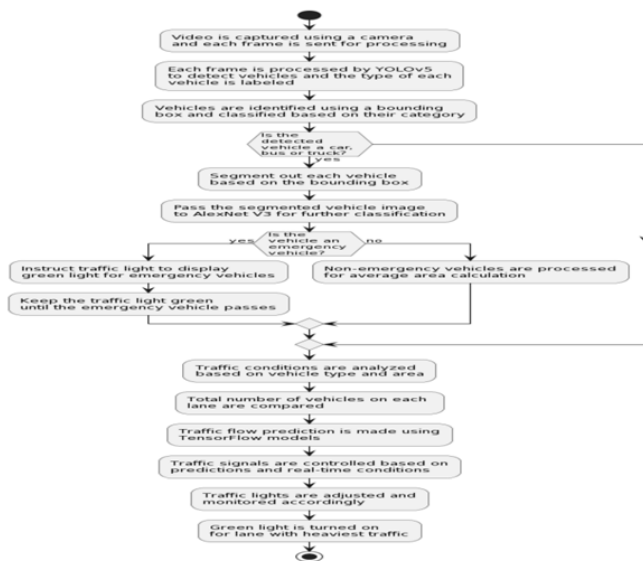 Video is captured using a camera
and each frame is sent for processing
Each frame is processed by YOLOv5
to detect vehicles and the type of each
vehicle is labeled
Vehicles are identified using a bounding
box and classified based on their category
Is the
detected
vehicle a car,
bus or truck?
yes
Segment out each vehicle
based on the bounding box
Pass the segmented vehicle image
to AlexNet V3 for further classification
yes
Is the
vehicle an
emergency
vehicle?
no
Instruct traffic light to display
green light for emergency vehicles
Keep the traffic light green
until the emergency vehicle passes
Non-emergency vehicles are processed
for average area calculation
Traffic conditions are analyzed
based on vehicle type and area
Total number of vehicles on each
lane are compared
Traffic flow prediction is made using
TensorFlow models
Traffic signals are controlled based on
predictions and real-time conditions
Traffic lights are adjusted and
monitored accordingly
Green light is turned on
for lane with heaviest traffic